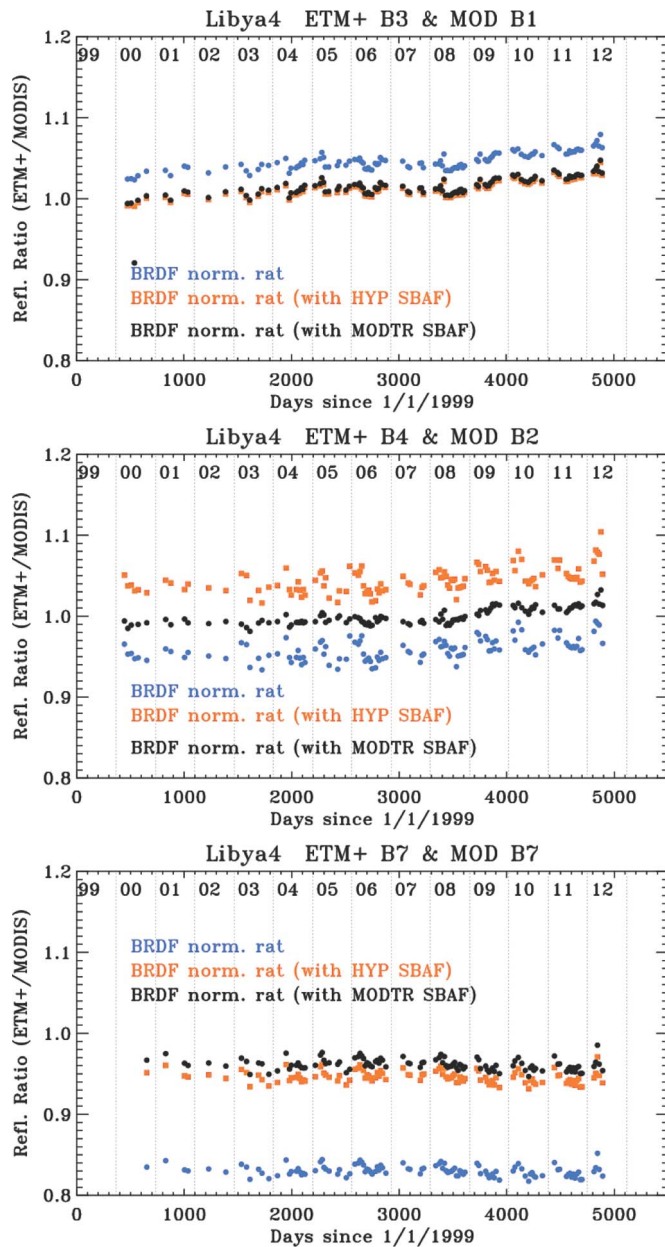 Libya4 ETM+ B3 & MOD B1
1.2
99 00 01 02 03 04 05 06 07 08 09 10 11 12
1.1
1.0
0.9
0.8
Refl. Ratio (ETM+/MODIS)
BRDF norm. rat
BRDF norm. rat (with HYP SBAF)
BRDF norm. rat (with MODTR SBAF)
0 1000 2000 3000 4000 5000
Days since 1/1/1999
Libya4 ETM+ B4 & MOD B2
1.2
99 00 01 02 03 04 05 06 07 08 09 10 11 12
1.1
1.0
0.9
0.8
Refl. Ratio (ETM+/MODIS)
BRDF norm. rat
BRDF norm. rat (with HYP SBAF)
BRDF norm. rat (with MODTR SBAF)
0 1000 2000 3000 4000 5000
Days since 1/1/1999
Libya4 ETM+ B7 & MOD B7
1.2
99 00 01 02 03 04 05 06 07 08 09 10 11 12
1.1
1.0
0.9
0.8
Refl. Ratio (ETM+/MODIS)
BRDF norm. rat
BRDF norm. rat (with HYP SBAF)
BRDF norm. rat (with MODTR SBAF)
0 1000 2000 3000 4000 5000
Days since 1/1/1999